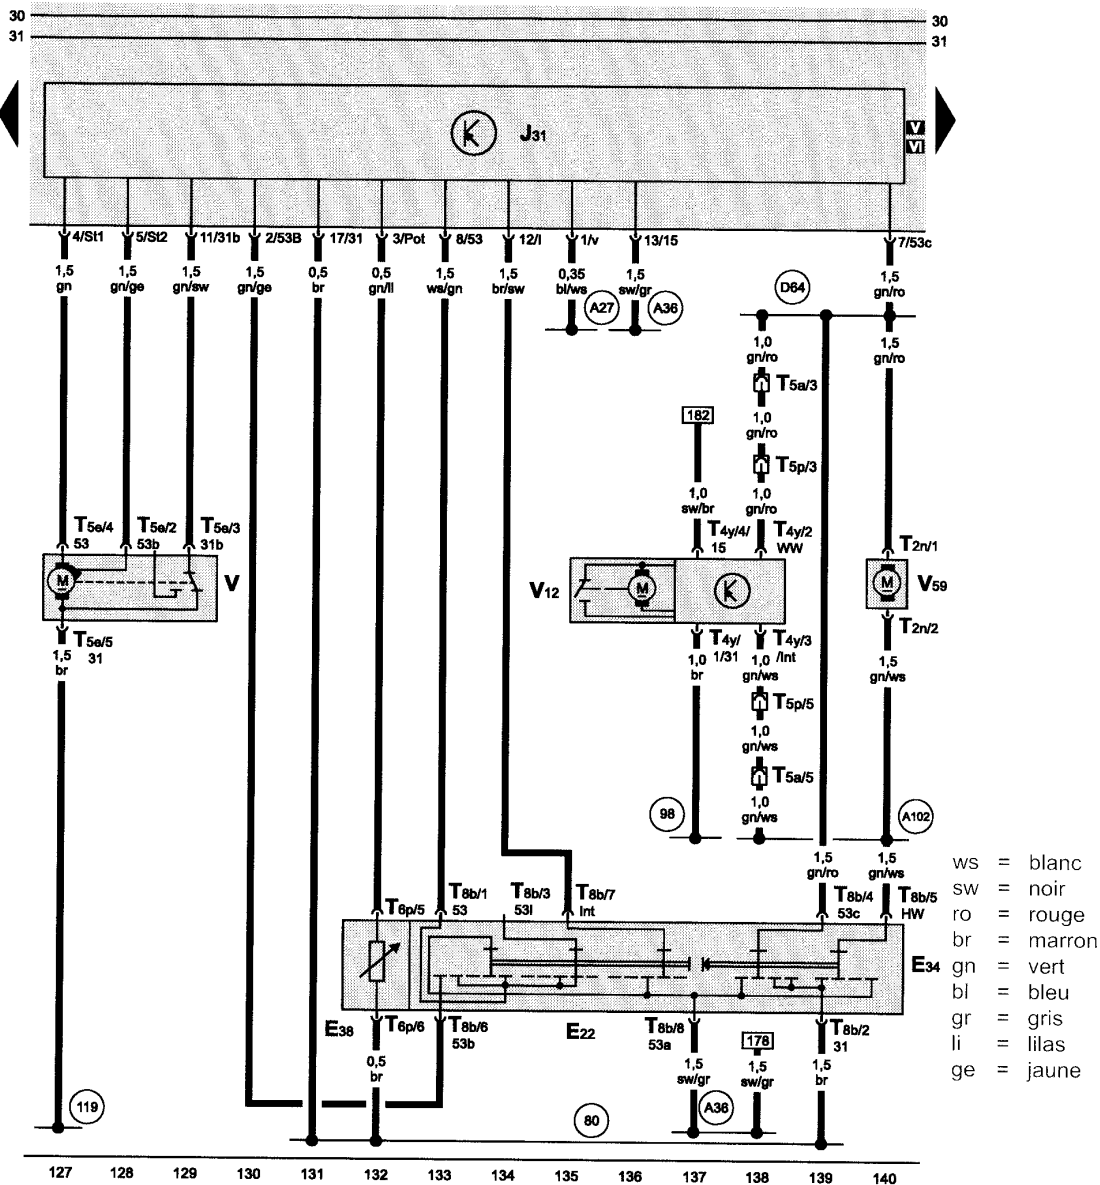 30 30
31 31
J31
V
VI
4/St1 5/St2 11/31b 2/53B 17/31 3/Pot 8/53 12/I 1/v 13/15 7/53c
1,5 1,5 1,5 1,5 0,5 0,5 1,5 1,5 0,35 1,5 1,5
gn gn/ge gn/sw gn/ge br gn/li ws/gn br/sw bl/ws sw/gr gn/ro
D64
A27 A36
1,0 1,5
gn/ro gn/ro
T5a/3
182
1,0
gn/ro
T5p/3
1,0 1,0
sw/br gn/ro
T5e/4 T5e/2 T5e/3 T4y/4/ T4y/2 T2n/1
53 53b 31b 15 WW
M V V12 M M V59
T5e/5 T4y/ T4y/3 T2n/2
31 1/31 /Int
1,5 1,0 1,0 1,5
br br gn/ws gn/ws
T5p/5
1,0
gn/ws
T5a/5
1,0
gn/ws
98 A102
1,5 1,5
gn/ro gn/ws
T6p/5 T8b/1 T8b/3 T8b/7 T8b/4 T8b/5
53 53I Int 53c HW
E34
E38 T6p/6 T8b/6 E22 T8b/8 T8b/2
53b 53a 31
178
0,5 1,5 1,5 1,5
br sw/gr sw/gr br
119 80 A36
127 128 129 130 131 132 133 134 135 136 137 138 139 140
ws = blanc
sw = noir
ro = rouge
br = marron
gn = vert
bl = bleu
gr = gris
li = lilas
ge = jaune